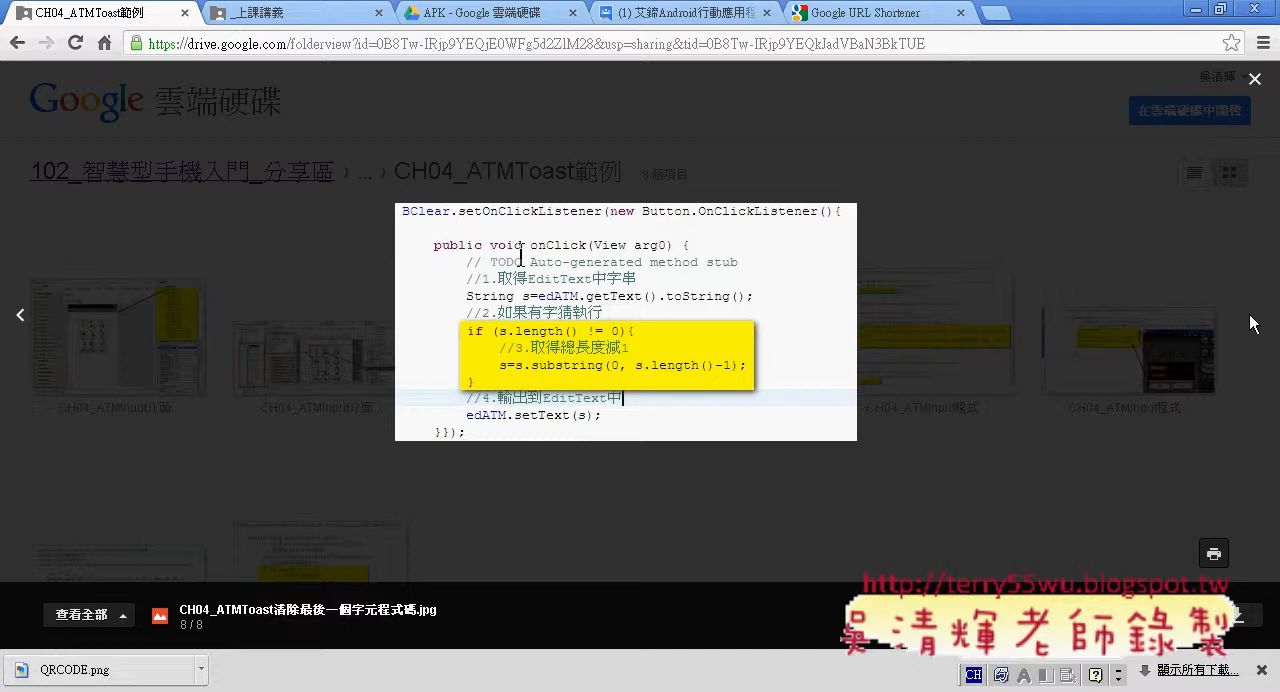 CH04_ATMToast範例
_上課講義
APK - Google 雲端硬碟
(1) 艾鍗Android行動應用程
Google URL Shortener
https://drive.google.com/folderview?id=0B8Tw-IRjp9YEQjE0WFg5d2ZlM28&usp=sharing&tid=0B8Tw-IRjp9YEQkJadVBaN3BkTUE
吳清輝
Google 雲端硬碟
在雲端硬碟中開啟
102_智慧型手機入門_分享區 › ... › CH04_ATMToast範例 8 個項目
BClear.setOnClickListener(new Button.OnClickListener(){
public void onClick(View arg0) {
// TODO Auto-generated method stub
//1.取得EditText中字串
String s=edATM.getText().toString();
//2.如果有字猜執行
if (s.length() != 0){
//3.取得總長度減1
s=s.substring(0, s.length()-1);
}
//4.輸出到EditText中
edATM.setText(s);
}});
CH04_ATMInput介面
CH04_ATMInput介面...
CH04_ATMInput程式
CH04_ATMInput程式
http://terry55wu.blogspot.tw
吳清輝老師錄製
查看全部
CH04_ATMToast清除最後一個字元程式碼.jpg
8 / 8
QRCODE.png
CH
顯示所有下載...